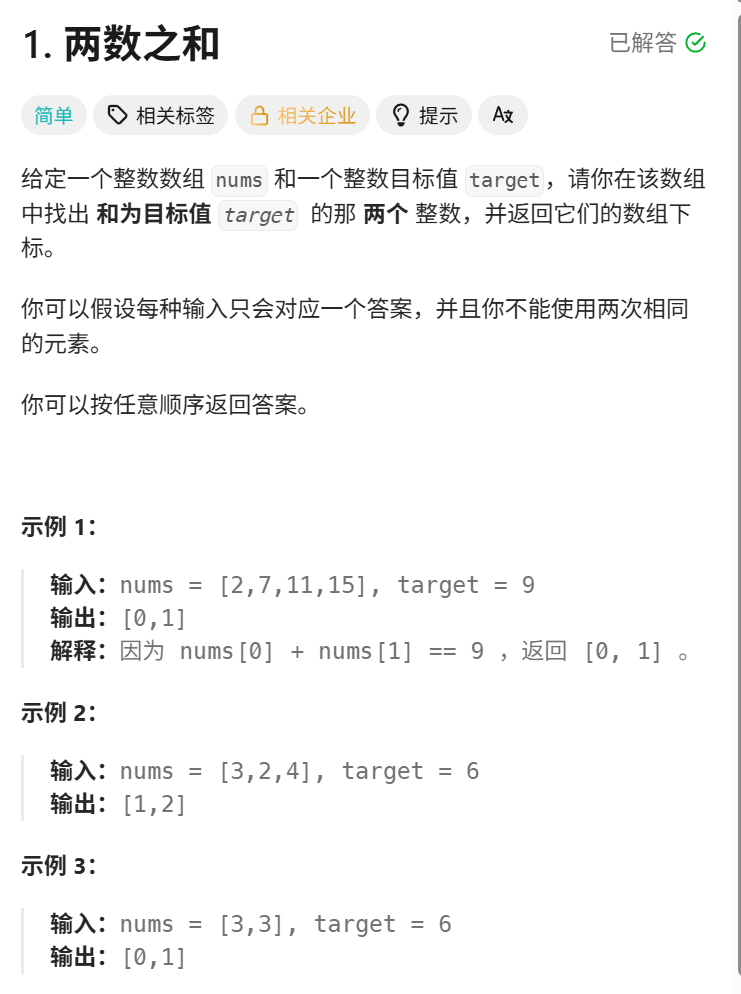 1. 两数之和
已解答
简单 相关标签 相关企业 提示
给定一个整数数组 nums 和一个整数目标值 target，请你在该数组
中找出 和为目标值 target 的那 两个 整数，并返回它们的数组下
标。
你可以假设每种输入只会对应一个答案，并且你不能使用两次相同
的元素。
你可以按任意顺序返回答案。
示例 1：
输入：nums = [2,7,11,15], target = 9
输出：[0,1]
解释：因为 nums[0] + nums[1] == 9 ，返回 [0, 1] 。
示例 2：
输入：nums = [3,2,4], target = 6
输出：[1,2]
示例 3：
输入：nums = [3,3], target = 6
输出：[0,1]